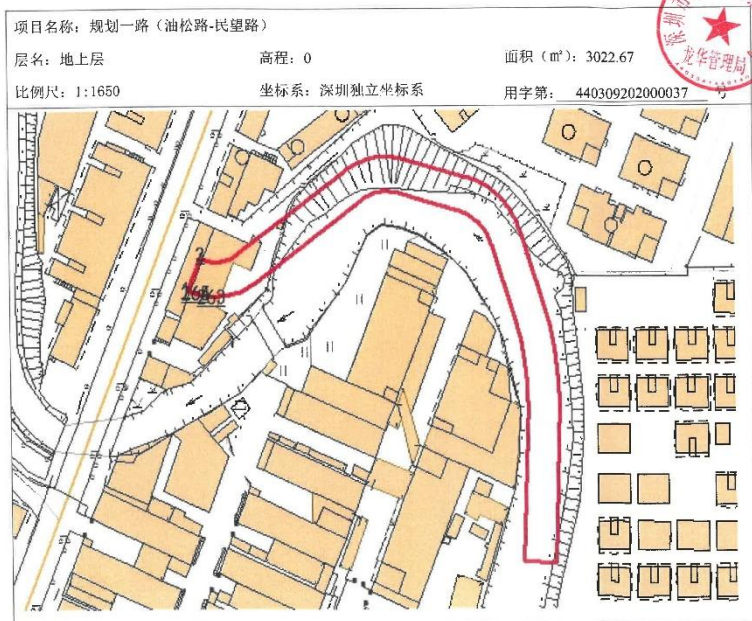 项目名称：规划一路（油松路-民望路）
层名：地上层 高程：0 面积（㎡）：3022.67
比例尺：1:1650 坐标系：深圳独立坐标系 用字第： 440309202000037 号
龙华管理局
2